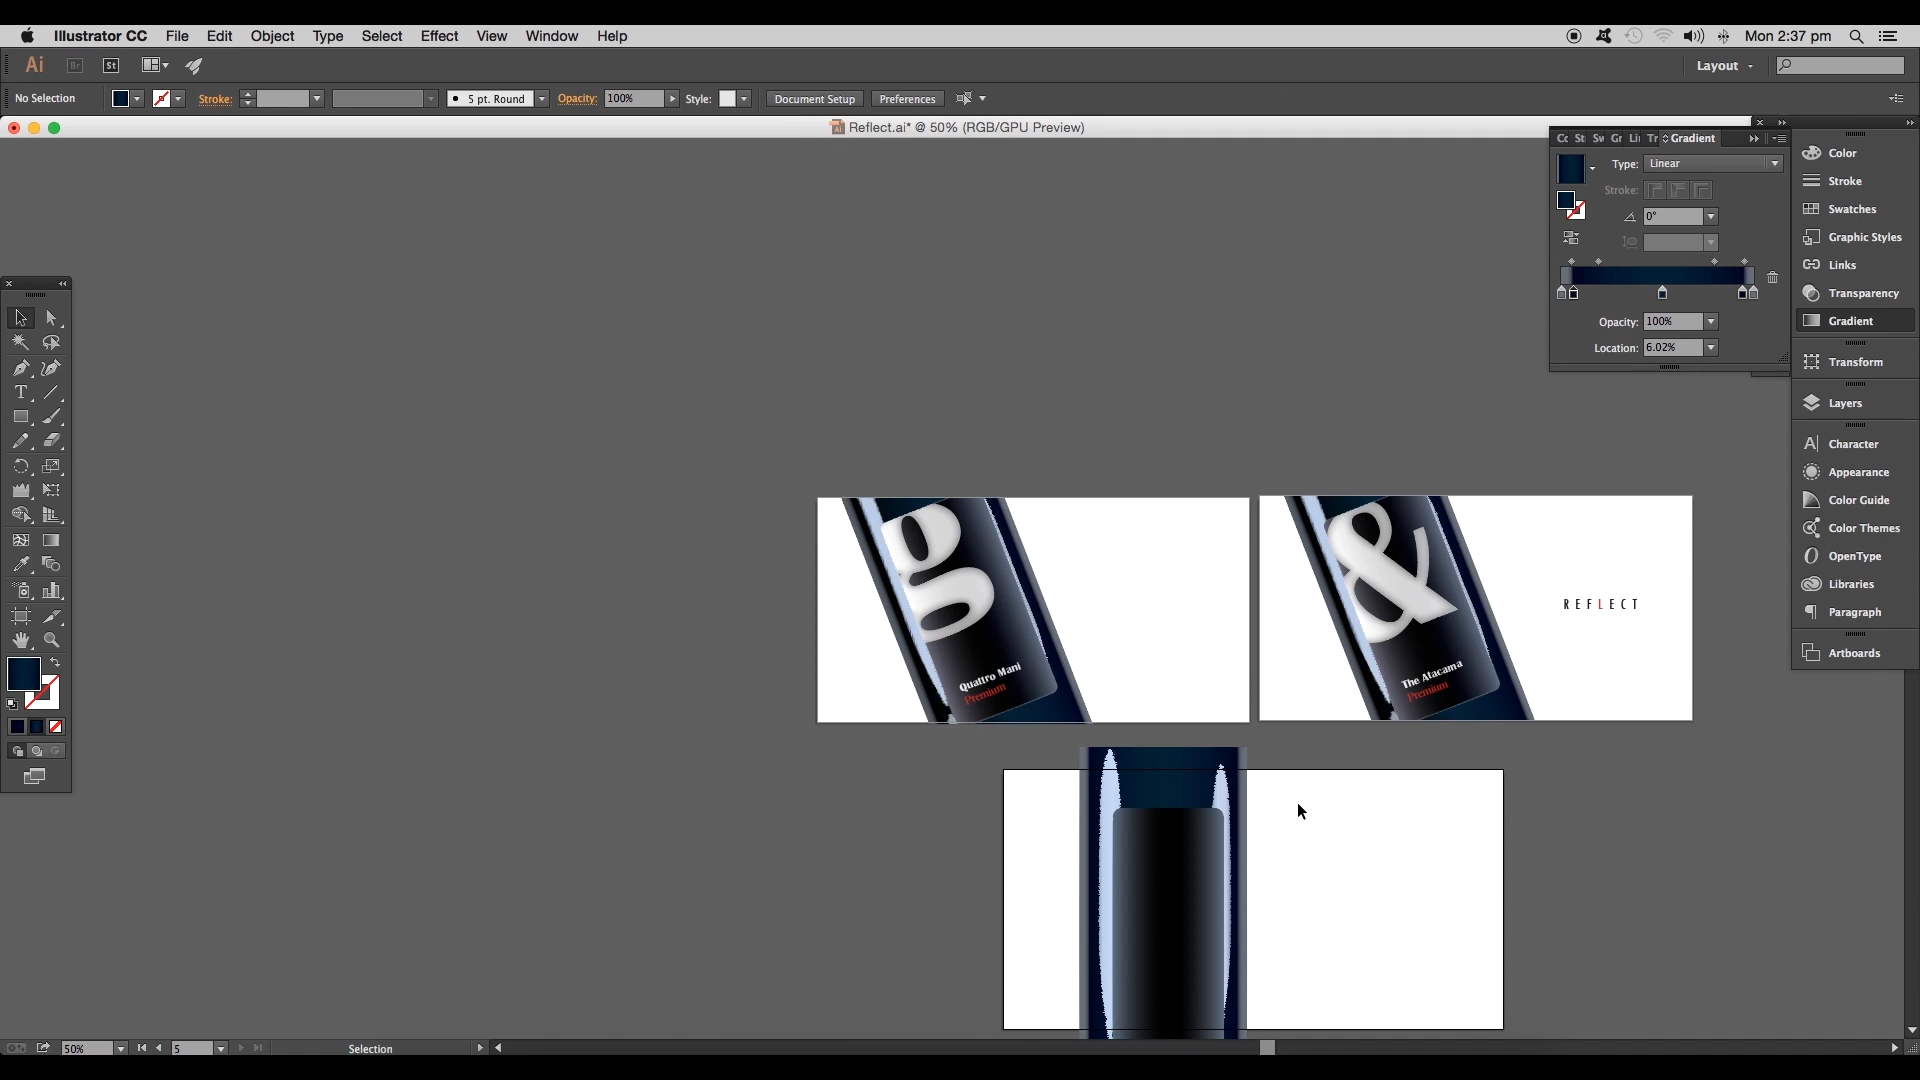 Illustrator CC File Edit Object Type Select Effect View Window Help
Mon 2:37 pm
Ai Br St
Layout
No Selection
Stroke:
5 pt. Round
Opacity: 100%
Style:
Document Setup
Preferences
Reflect.ai* @ 50% (RGB/GPU Preview)
Gradient
Type: Linear
Stroke:
0°
Opacity: 100%
Location: 6.02%
Color
Stroke
Swatches
Graphic Styles
Links
Transparency
Gradient
Transform
Layers
Character
Appearance
Color Guide
Color Themes
OpenType
Libraries
Paragraph
Artboards
g
Quattro Mani
Premium
&
The Atacama
Premium
REFLECT
50%
5
Selection